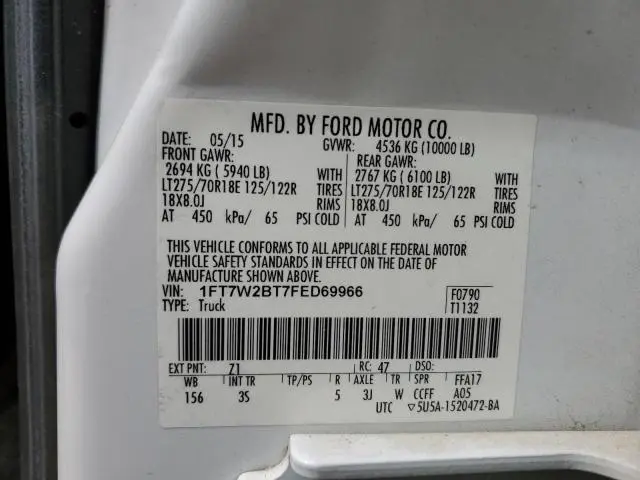 MFD. BY FORD MOTOR CO.
DATE: 05/15 GVWR: 4536 KG (10000 LB)
FRONT GAWR: REAR GAWR:
2694 KG ( 5940 LB) WITH 2767 KG ( 6100 LB) WITH
LT275/70R18E 125/122R TIRES LT275/70R18E 125/122R TIRES
18X8.0J RIMS 18X8.0J RIMS
AT 450 kPa/ 65 PSI COLD AT 450 kPa/ 65 PSI COLD
THIS VEHICLE CONFORMS TO ALL APPLICABLE FEDERAL MOTOR
VEHICLE SAFETY STANDARDS IN EFFECT ON THE DATE OF
MANUFACTURE SHOWN ABOVE.
VIN: 1FT7W2BT7FED69966 F0790
TYPE: Truck T1132
EXT PNT: Z1 RC: 47 DSO:
WB INT TR TP/PS R AXLE TR SPR FFA17
156 3S 5 3J W CCFF A05
UTC ▽5U5A-1520472-BA